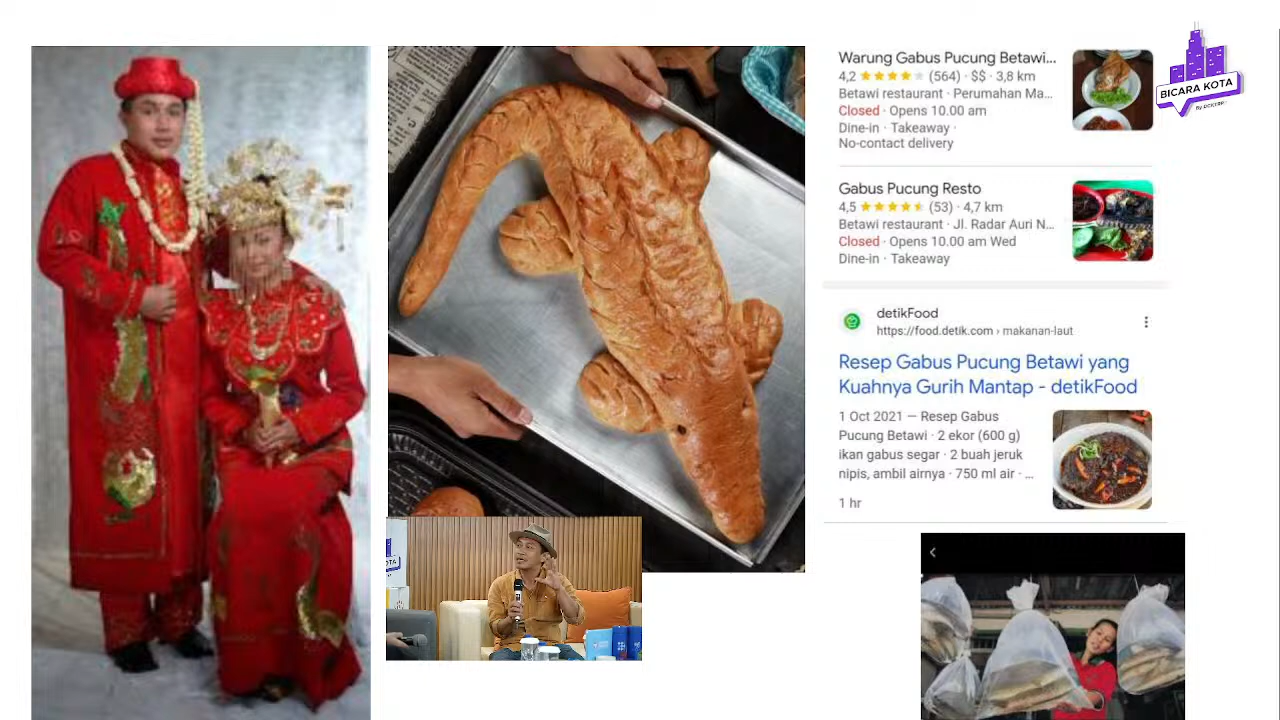 Warung Gabus Pucung Betawi...
4,2 (564) · $$ · 3,8 km
Betawi restaurant · Perumahan Ma...
Closed · Opens 10.00 am
Dine-in · Takeaway ·
No-contact delivery
BICARA KOTA
Gabus Pucung Resto
4,5 (53) · 4,7 km
Betawi restaurant · Jl. Radar Auri N...
Closed · Opens 10.00 am Wed
Dine-in · Takeaway
detikFood
https://food.detik.com › makanan-laut
Resep Gabus Pucung Betawi yang
Kuahnya Gurih Mantap - detikFood
1 Oct 2021 — Resep Gabus
Pucung Betawi · 2 ekor (600 g)
ikan gabus segar · 2 buah jeruk
nipis, ambil airnya · 750 ml air · ...
1 hr
KOTA